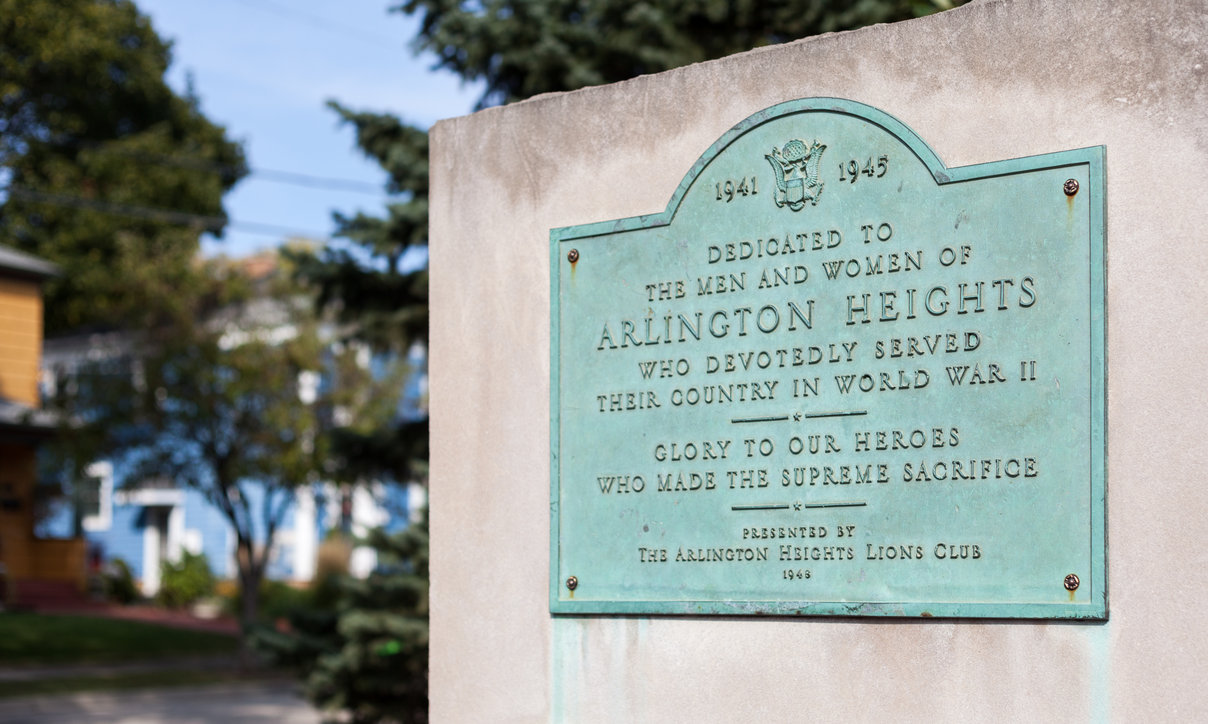 1941 1945
DEDICATED TO
THE MEN AND WOMEN OF
ARLINGTON HEIGHTS
WHO DEVOTEDLY SERVED
THEIR COUNTRY IN WORLD WAR II
GLORY TO OUR HEROES
WHO MADE THE SUPREME SACRIFICE
PRESENTED BY
THE ARLINGTON HEIGHTS LIONS CLUB
1948